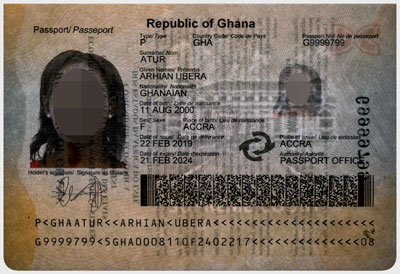 Republic of Ghana
Passport/ Passeport
Type/ Type
Country Code/ Code de Pays
Passport No/ No de passeport
P
GHA
G9999799
Surname/ Nom
ATUR
Given Names/ Prénoms
ARHIAN UBERA
Nationality/ Nationalité
GHANAIAN
Date of birth/ Date de naissance
11 AUG 2000
Sex/ Sexe
Place of birth/ Lieu de naissance
F
ACCRA
Date of issue/ Date de délivrance
Place of issue/ Lieu de émission
22 FEB 2019
ACCRA
Date of expiry/ Date d'expiration
Authority/ Autorité
21 FEB 2024
PASSPORT OFFICE
Holder's signature/ Signature du titulaire
P<GHAATUR<<ARHIAN<UBERA<<<<<<<<<<<<<<<<<<<<<
G9999799<5GHA0008110F2402217<<<<<<<<<<<<<<08